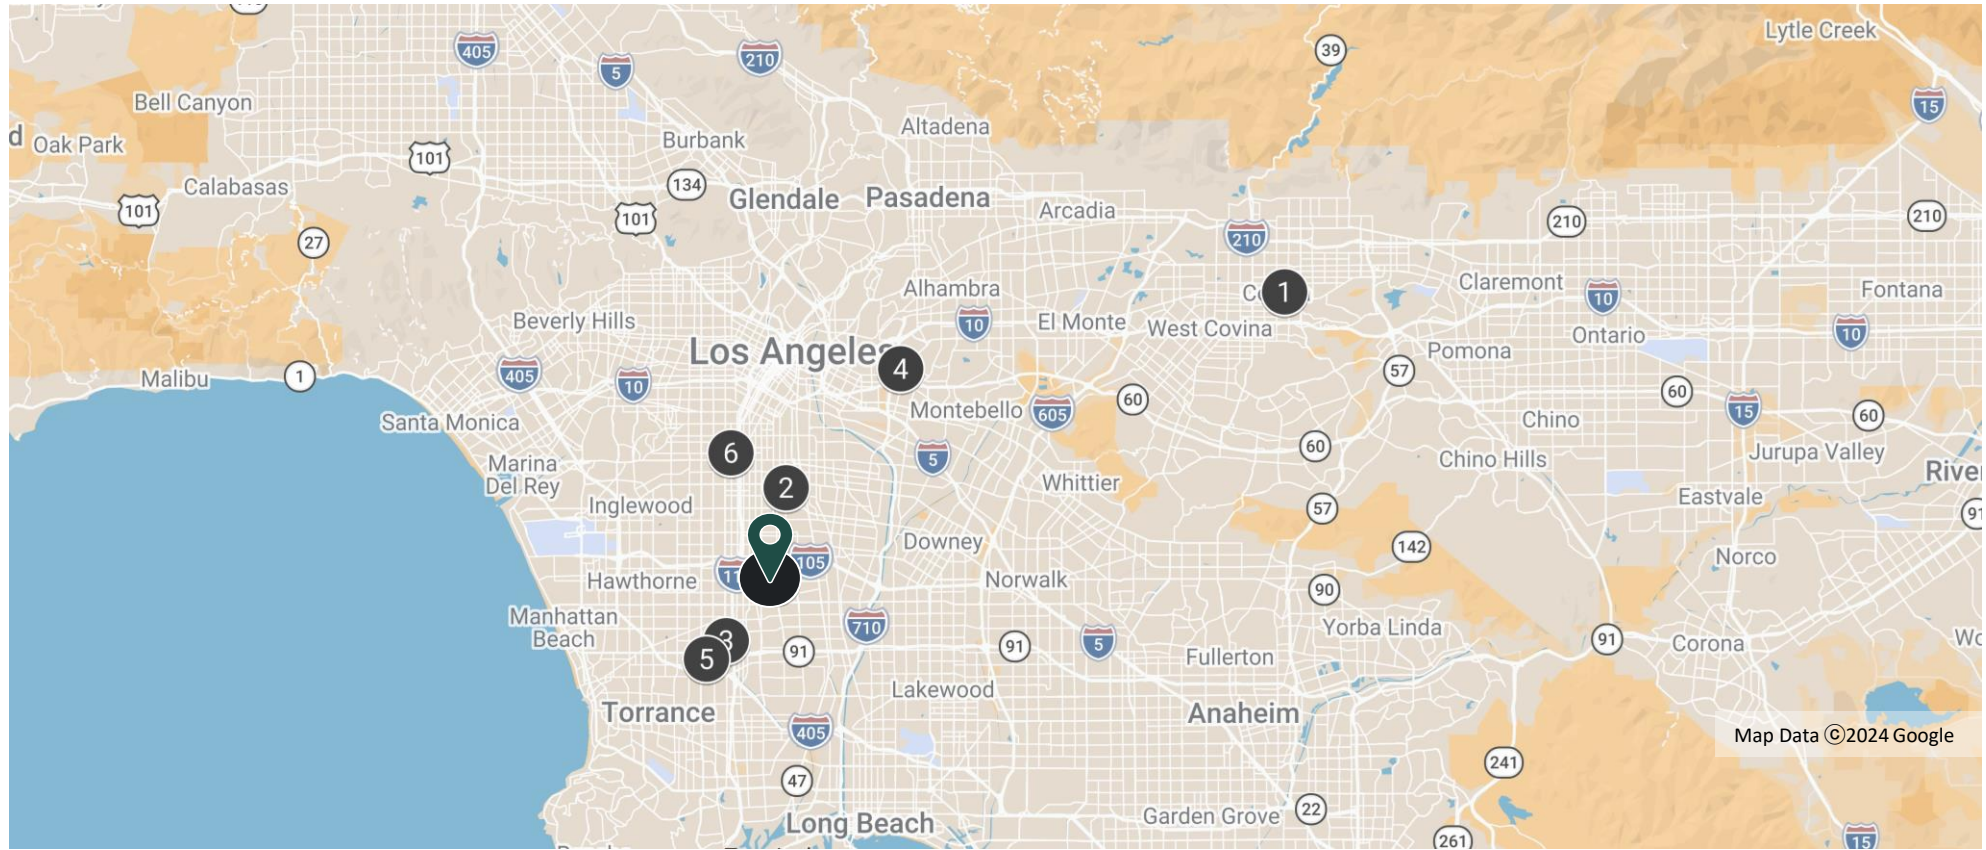 Lytle Creek
39
405
5
210
15
Bell Canyon
Altadena
d
Oak Park
Burbank
101
Calabasas
134
Glendale
Pasadena
Arcadia
101
101
210
210
27
210
Alhambra
1
Claremont
10
Fontana
Beverly Hills
10
El Monte
West Covina
Ontario
10
Los Angeles
Pomona
Malibu
1
405
10
4
57
60
Santa Monica
Montebello
605
60
15
60
Chino
6
5
60
Jurupa Valley
Marina
Del Rey
Chino Hills
River
2
Whittier
Eastvale
Inglewood
57
91
Downey
142
105
Norco
11
Hawthorne
Norwalk
90
Manhattan
Beach
710
Yorba Linda
3
5
91
91
5
91
Corona
Fullerton
Lakewood
Torrance
Anaheim
405
Map Data ©2024 Google
241
47
22
Long Beach
Garden Grove
261
15